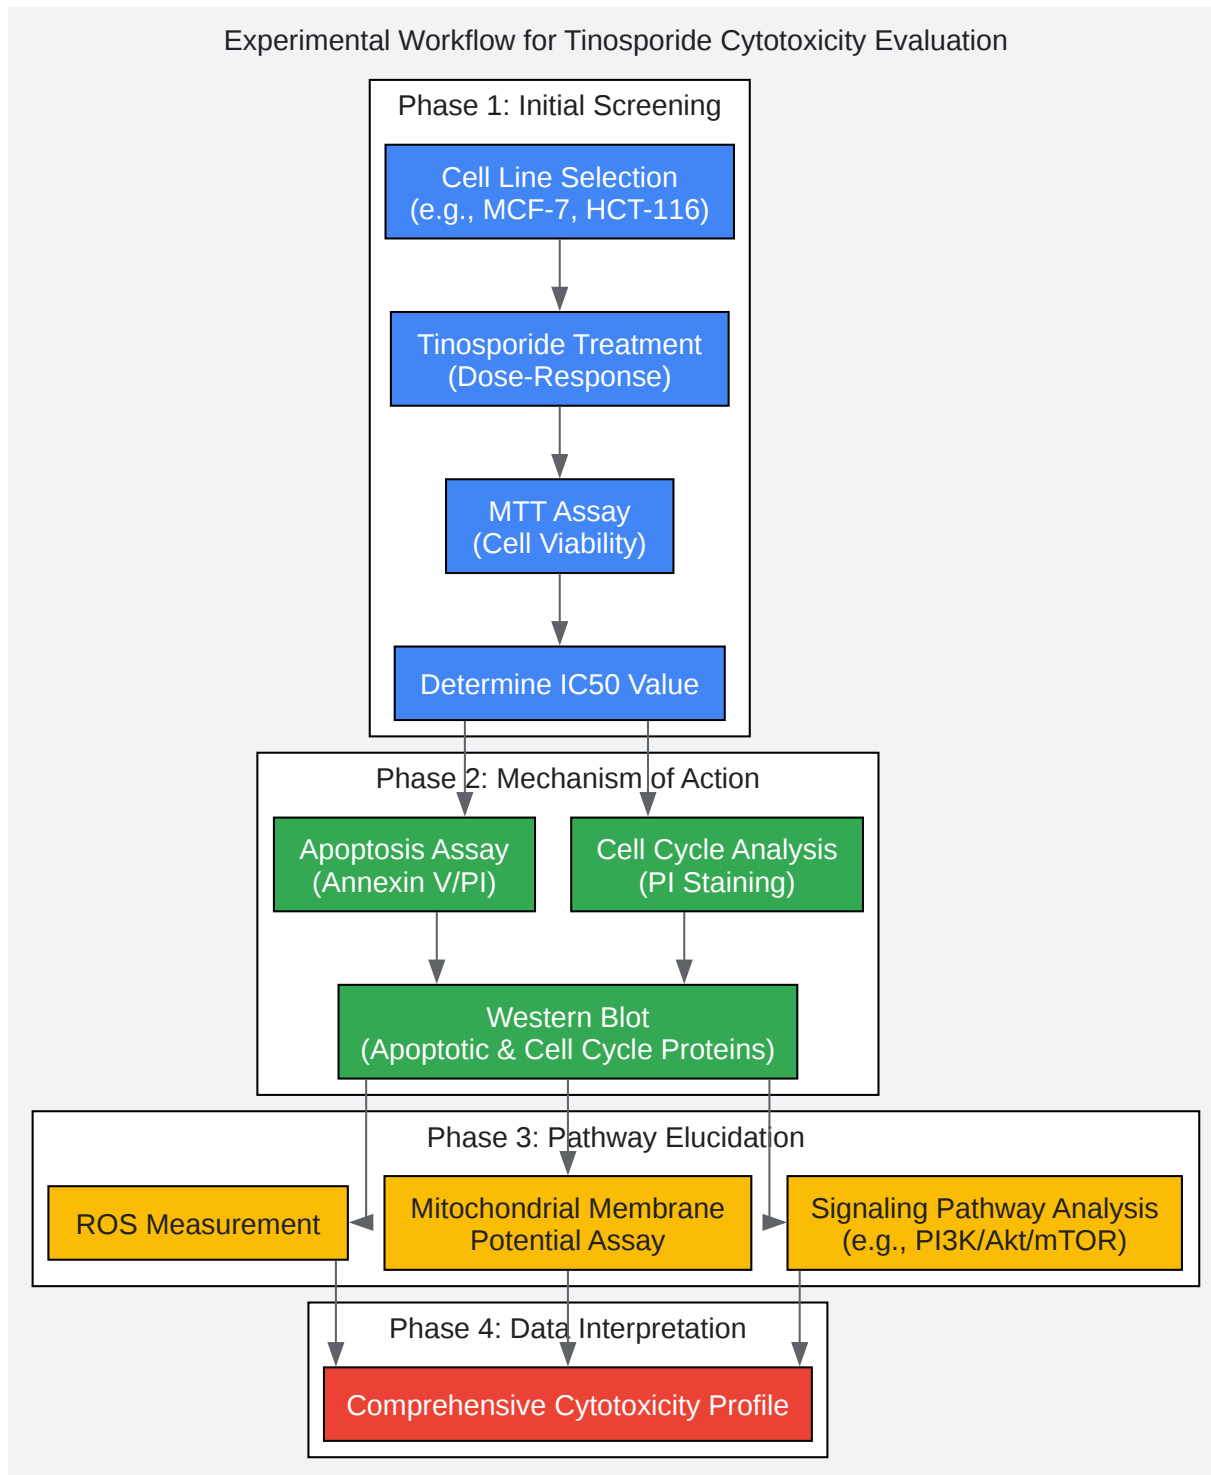 Experimental Workflow for Tinosporide Cytotoxicity Evaluation
Phase 1: Initial Screening
Cell Line Selection
(e.g., MCF-7, HCT-116)
Tinosporide Treatment
(Dose-Response)
MTT Assay
(Cell Viability)
Determine IC50 Value
Phase 2: Mechanism of Action
Apoptosis Assay
(Annexin V/PI)
Cell Cycle Analysis
(PI Staining)
Western Blot
(Apoptotic & Cell Cycle Proteins)
Phase 3: Pathway Elucidation
ROS Measurement
Mitochondrial Membrane
Potential Assay
Signaling Pathway Analysis
(e.g., PI3K/Akt/mTOR)
Phase 4: Data Interpretation
Comprehensive Cytotoxicity Profile